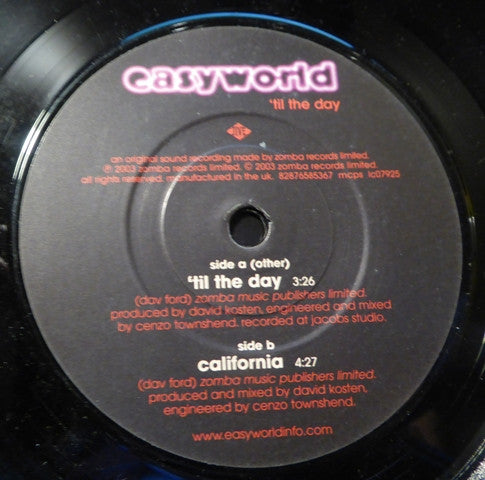 easyworld
'til the day
JIVE
an original sound recording made by zomba records limited.
℗ 2003 zomba records limited. © 2003 zomba records limited.
all rights reserved. manufactured in the uk. 82876585367 mcps lc07925
side a (other)
'til the day 3:26
(dav ford) zomba music publishers limited.
produced by david kosten, engineered and mixed
by cenzo townshend. recorded at jacobs studio.
side b
california 4:27
(dav ford) zomba music publishers limited.
produced and mixed by david kosten,
engineered by cenzo townshend.
www.easyworldinfo.com